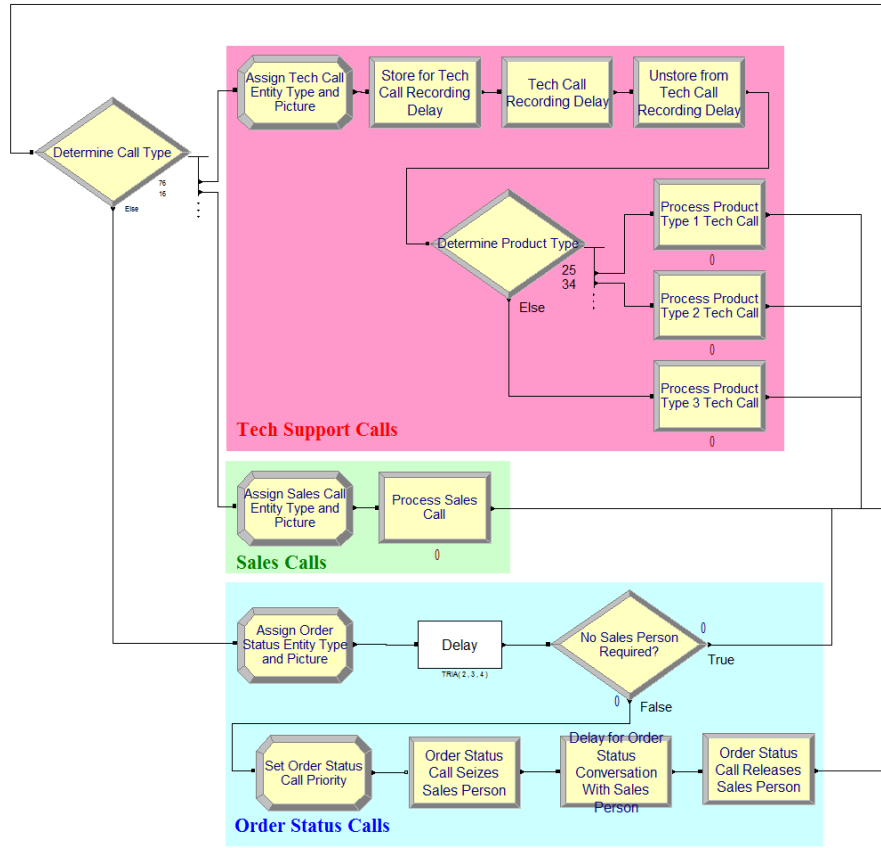 Assign Tech Call
Entity Type and
Picture
Store for Tech
Call Recording
Delay
Tech Call
Recording Delay
Unstore from
Tech Call
Recording Delay
Determine Call Type
76
16
Else
Determine Product Type
25
34
Else
Process Product
Type 1 Tech Call
0
Process Product
Type 2 Tech Call
0
Process Product
Type 3 Tech Call
0
Tech Support Calls
Assign Sales Call
Entity Type and
Picture
Process Sales
Call
0
Sales Calls
Assign Order
Status Entity Type
and Picture
Delay
TRIA( 2 , 3 , 4 )
No Sales Person
Required?
0
True
0
False
Set Order Status
Call Priority
Order Status
Call Seizes
Sales Person
Delay for Order
Status
Conversation
With Sales
Person
Order Status
Call Releases
Sales Person
Order Status Calls